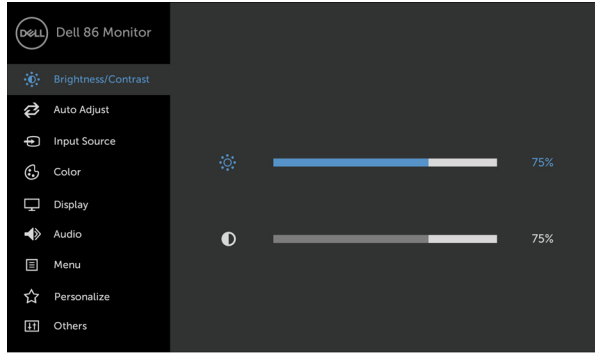 DELL
Dell 86 Monitor
Brightness/Contrast
Auto Adjust
Input Source
Color
Display
Audio
Menu
Personalize
Others
75%
75%